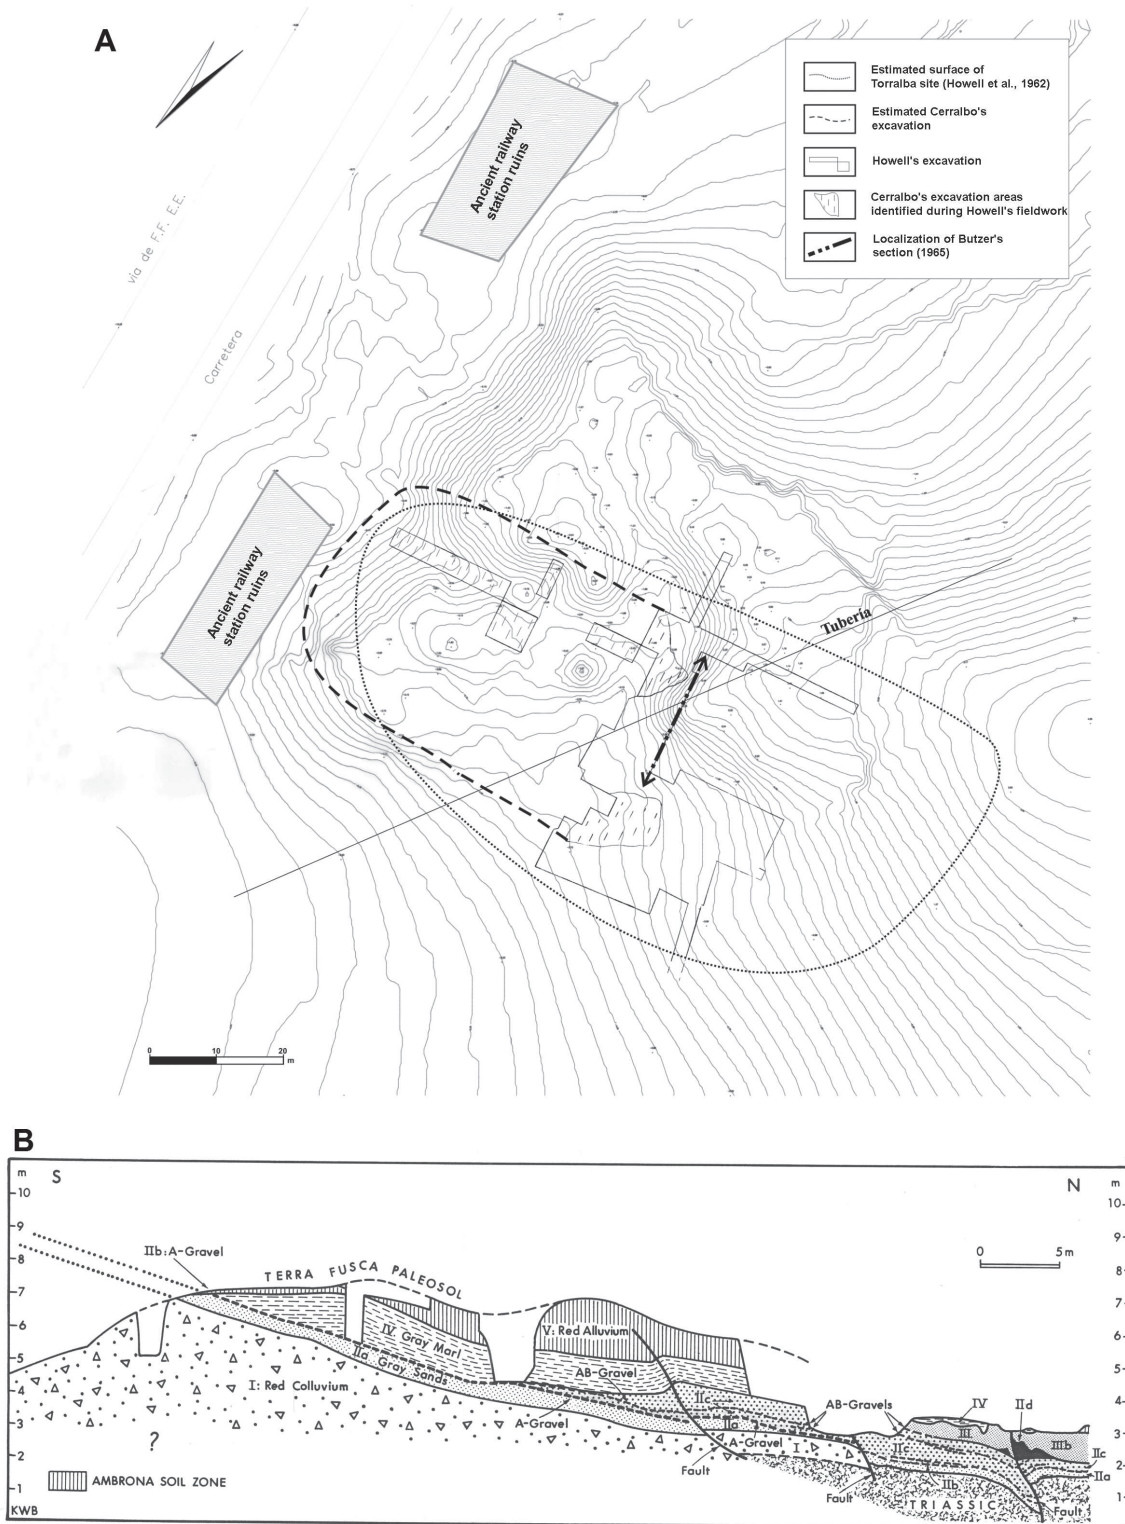 A
Estimated surface of
Torralba site (Howell et al., 1962)
Estimated Cerralbo's
excavation
Howell's excavation
Cerralbo's excavation areas
identified during Howell's fieldwork
Localization of Butzer's
section (1965)
Ancient railway
station ruins
via de F.F. E.E.
Carretera
Ancient railway
station ruins
Tubería
0 10 20
m
B
m S N m
10 10
9 9
8 8
7 7
6 6
5 5
4 4
3 3
2 2
1 1
0 5 m
IIb: A-Gravel
TERRA FUSCA PALEOSOL
V: Red Alluvium
IV Gray Marl
IIa Gray Sands
I: Red Colluvium
AB-Gravel
A-Gravel
IIc
IIa
A-Gravel
I
AB-Gravels
IV
IId
III
IIIb
IIc
IIc
IIa
IIb
Fault
Fault
Fault
TRIASSIC
?
AMBRONA SOIL ZONE
KWB